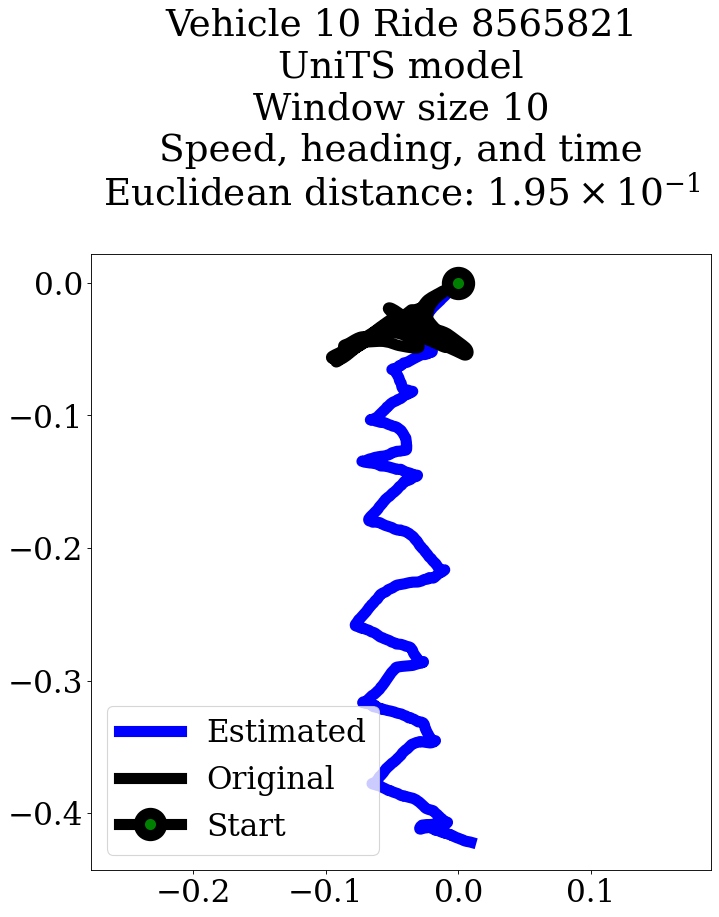 Vehicle 10 Ride 8565821
UniTS model
Window size 10
Speed, heading, and time
Euclidean distance: 1.95 × 10⁻¹
0.0
−0.1
−0.2
−0.3
−0.4
Estimated
Original
Start
−0.2 −0.1 0.0 0.1